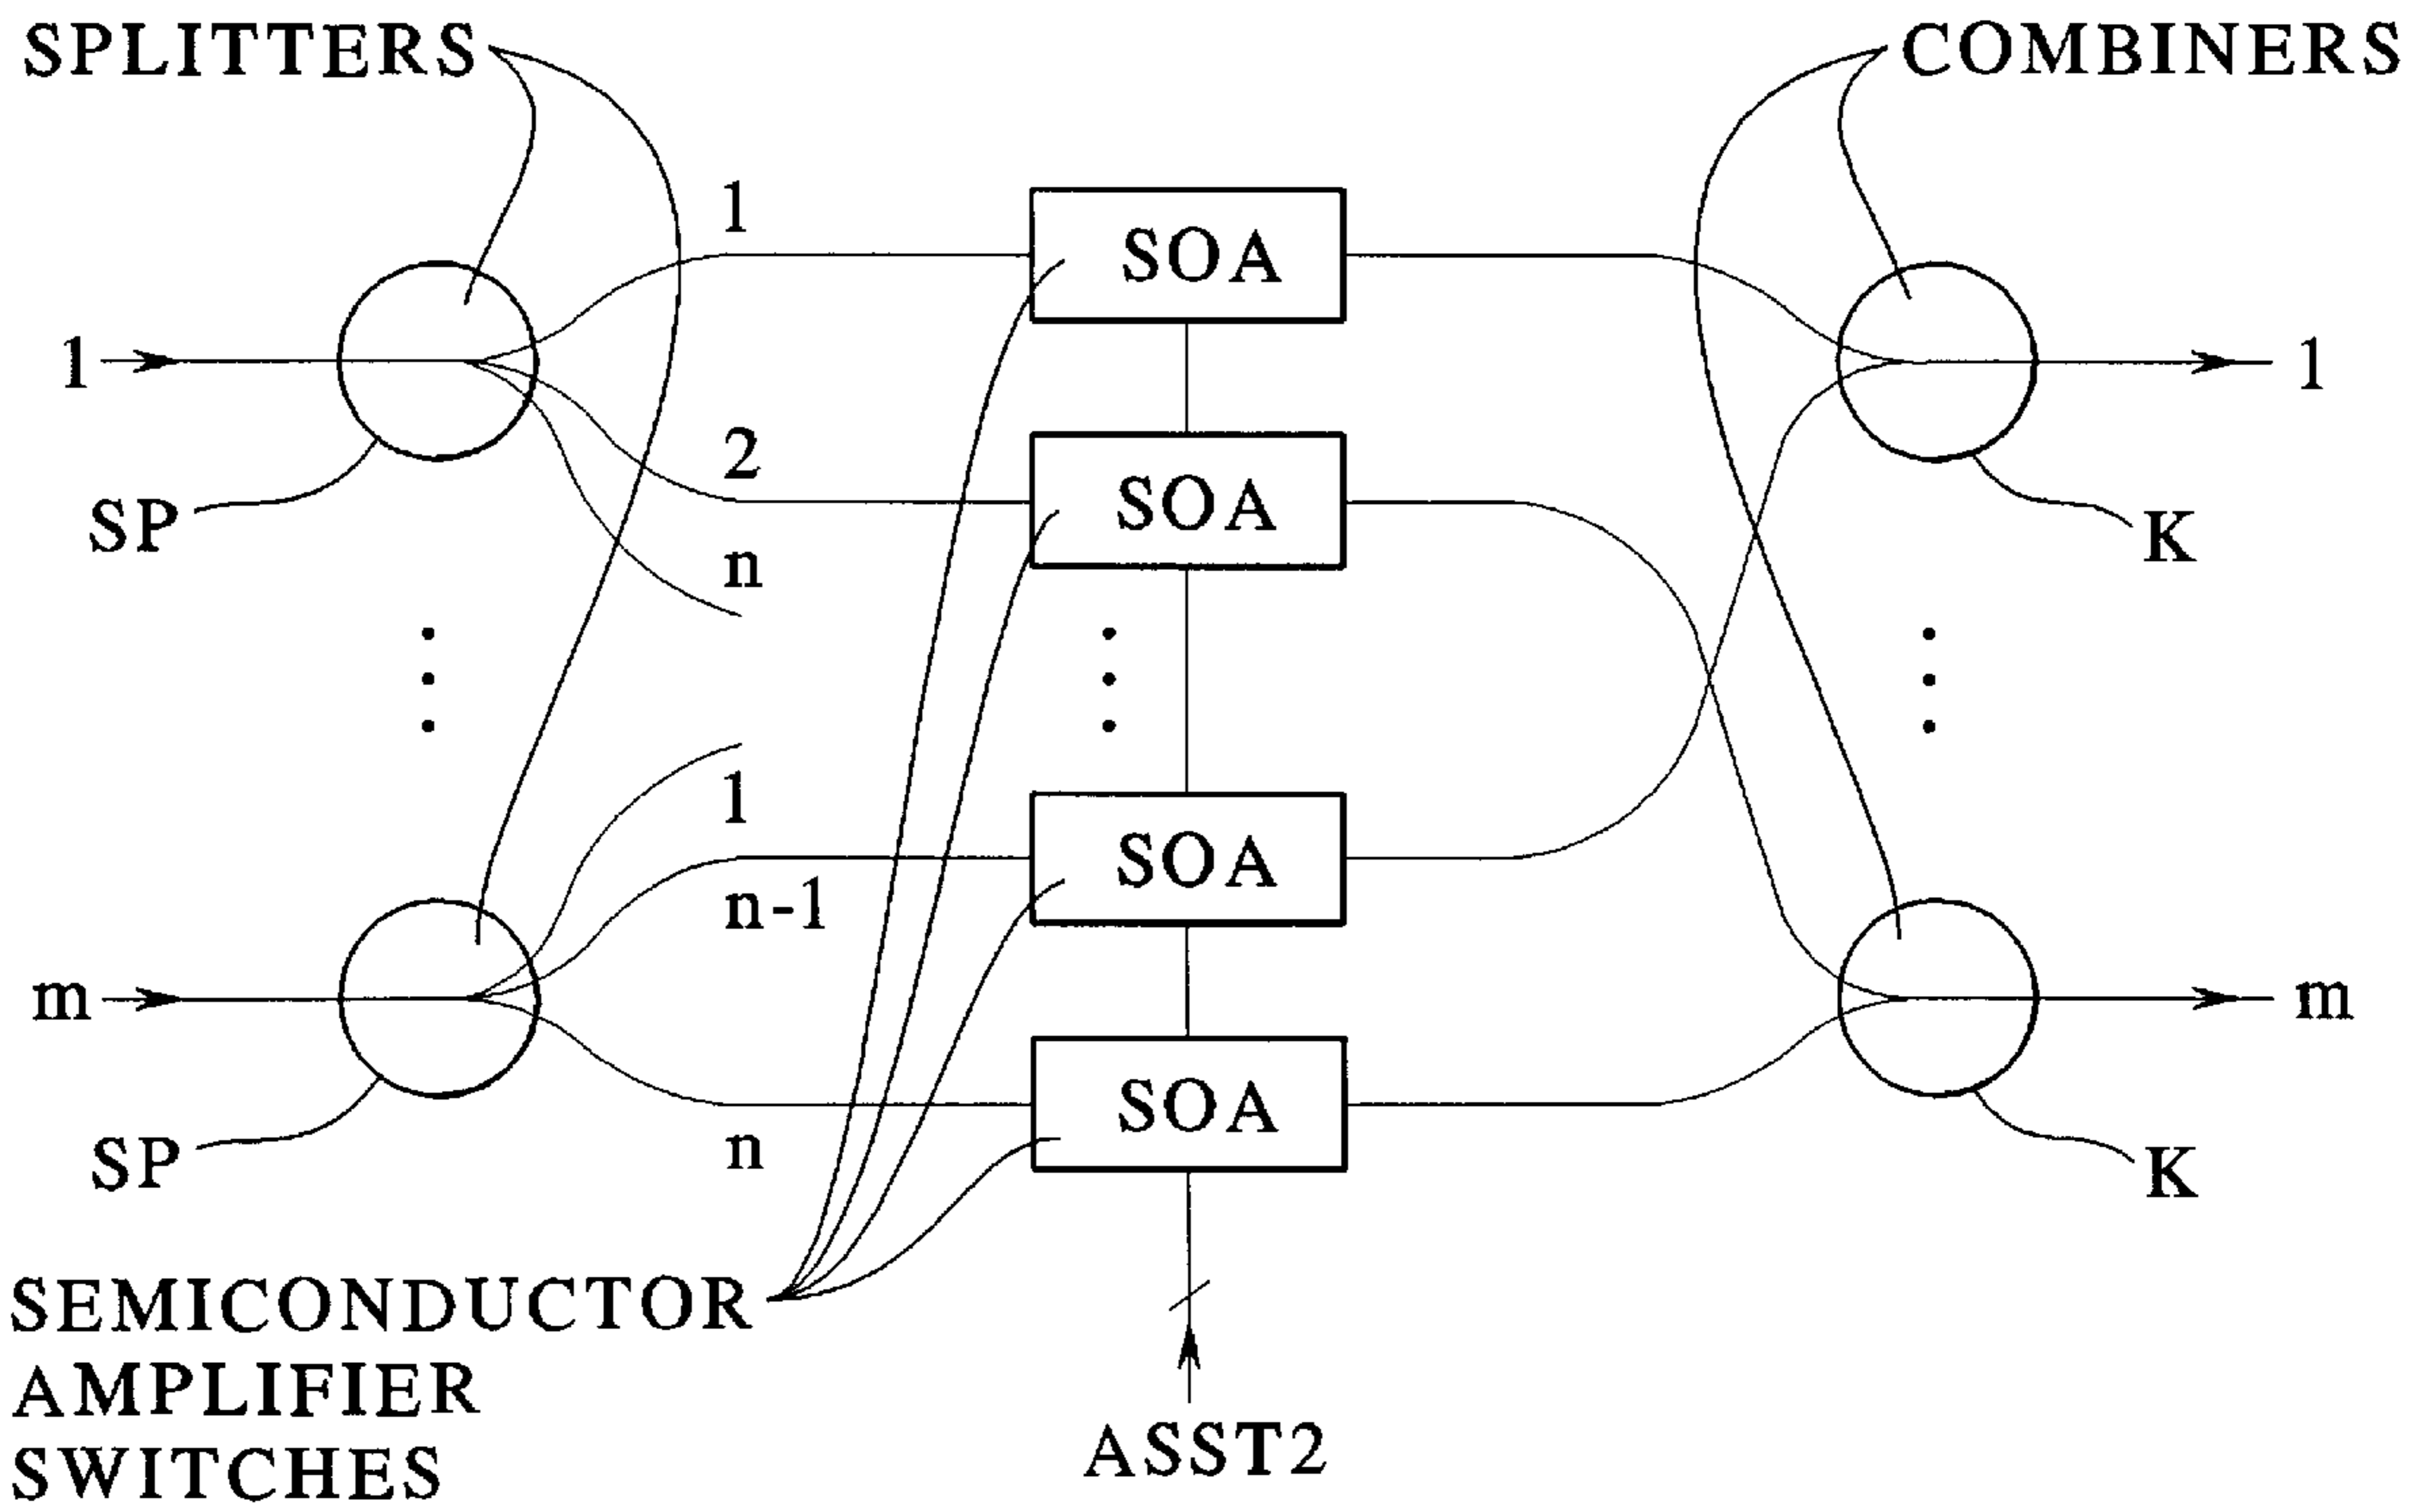 SPLITTERS
COMBINERS
1
SOA
1
1
2
SOA
SP
K
n
1
SOA
n-1
m
m
SOA
n
SP
K
SEMICONDUCTOR
AMPLIFIER
SWITCHES
ASST2